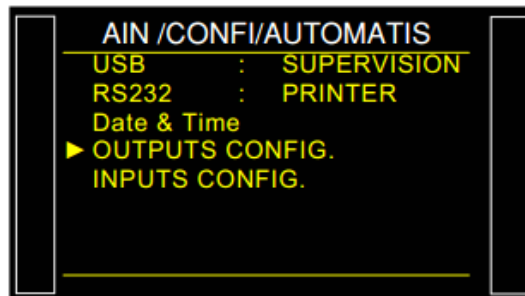 AIN /CONFI/AUTOMATIS
USB : SUPERVISION
RS232 : PRINTER
Date & Time
OUTPUTS CONFIG.
INPUTS CONFIG.